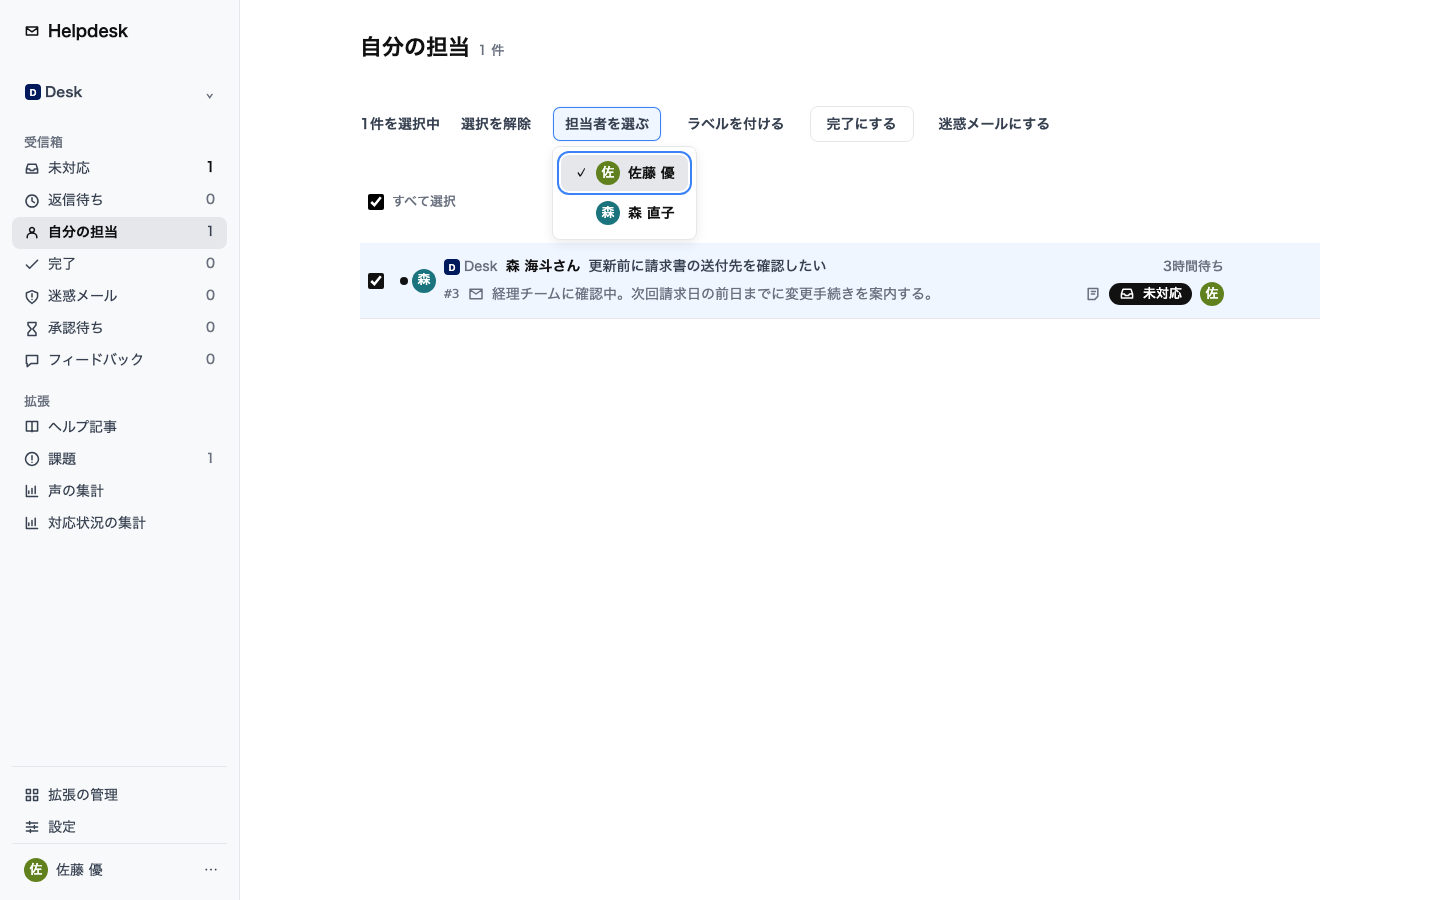 Helpdesk
D Desk
受信箱
未対応 1
返信待ち 0
自分の担当 1
完了 0
迷惑メール 0
承認待ち 0
フィードバック 0
拡張
ヘルプ記事
課題 1
声の集計
対応状況の集計
拡張の管理
設定
佐 佐藤 優 …
自分の担当 1 件
1件を選択中 選択を解除 担当者を選ぶ ラベルを付ける 完了にする 迷惑メールにする
✓ 佐 佐藤 優
森 森 直子
すべて選択
森 D Desk 森 海斗さん 更新前に請求書の送付先を確認したい 3時間待ち
#3 経理チームに確認中。次回請求日の前日までに変更手続きを案内する。 未対応 佐